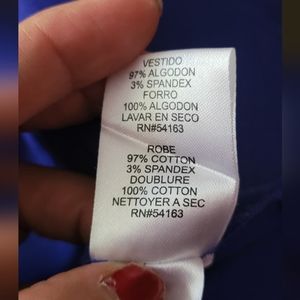 VESTIDO
97% ALGODON
3% SPANDEX
FORRO
100% ALGODON
LAVAR EN SECO
RN#54163
ROBE
97% COTTON
3% SPANDEX
DOUBLURE
100% COTTON
NETTOYER A SEC
RN#54163